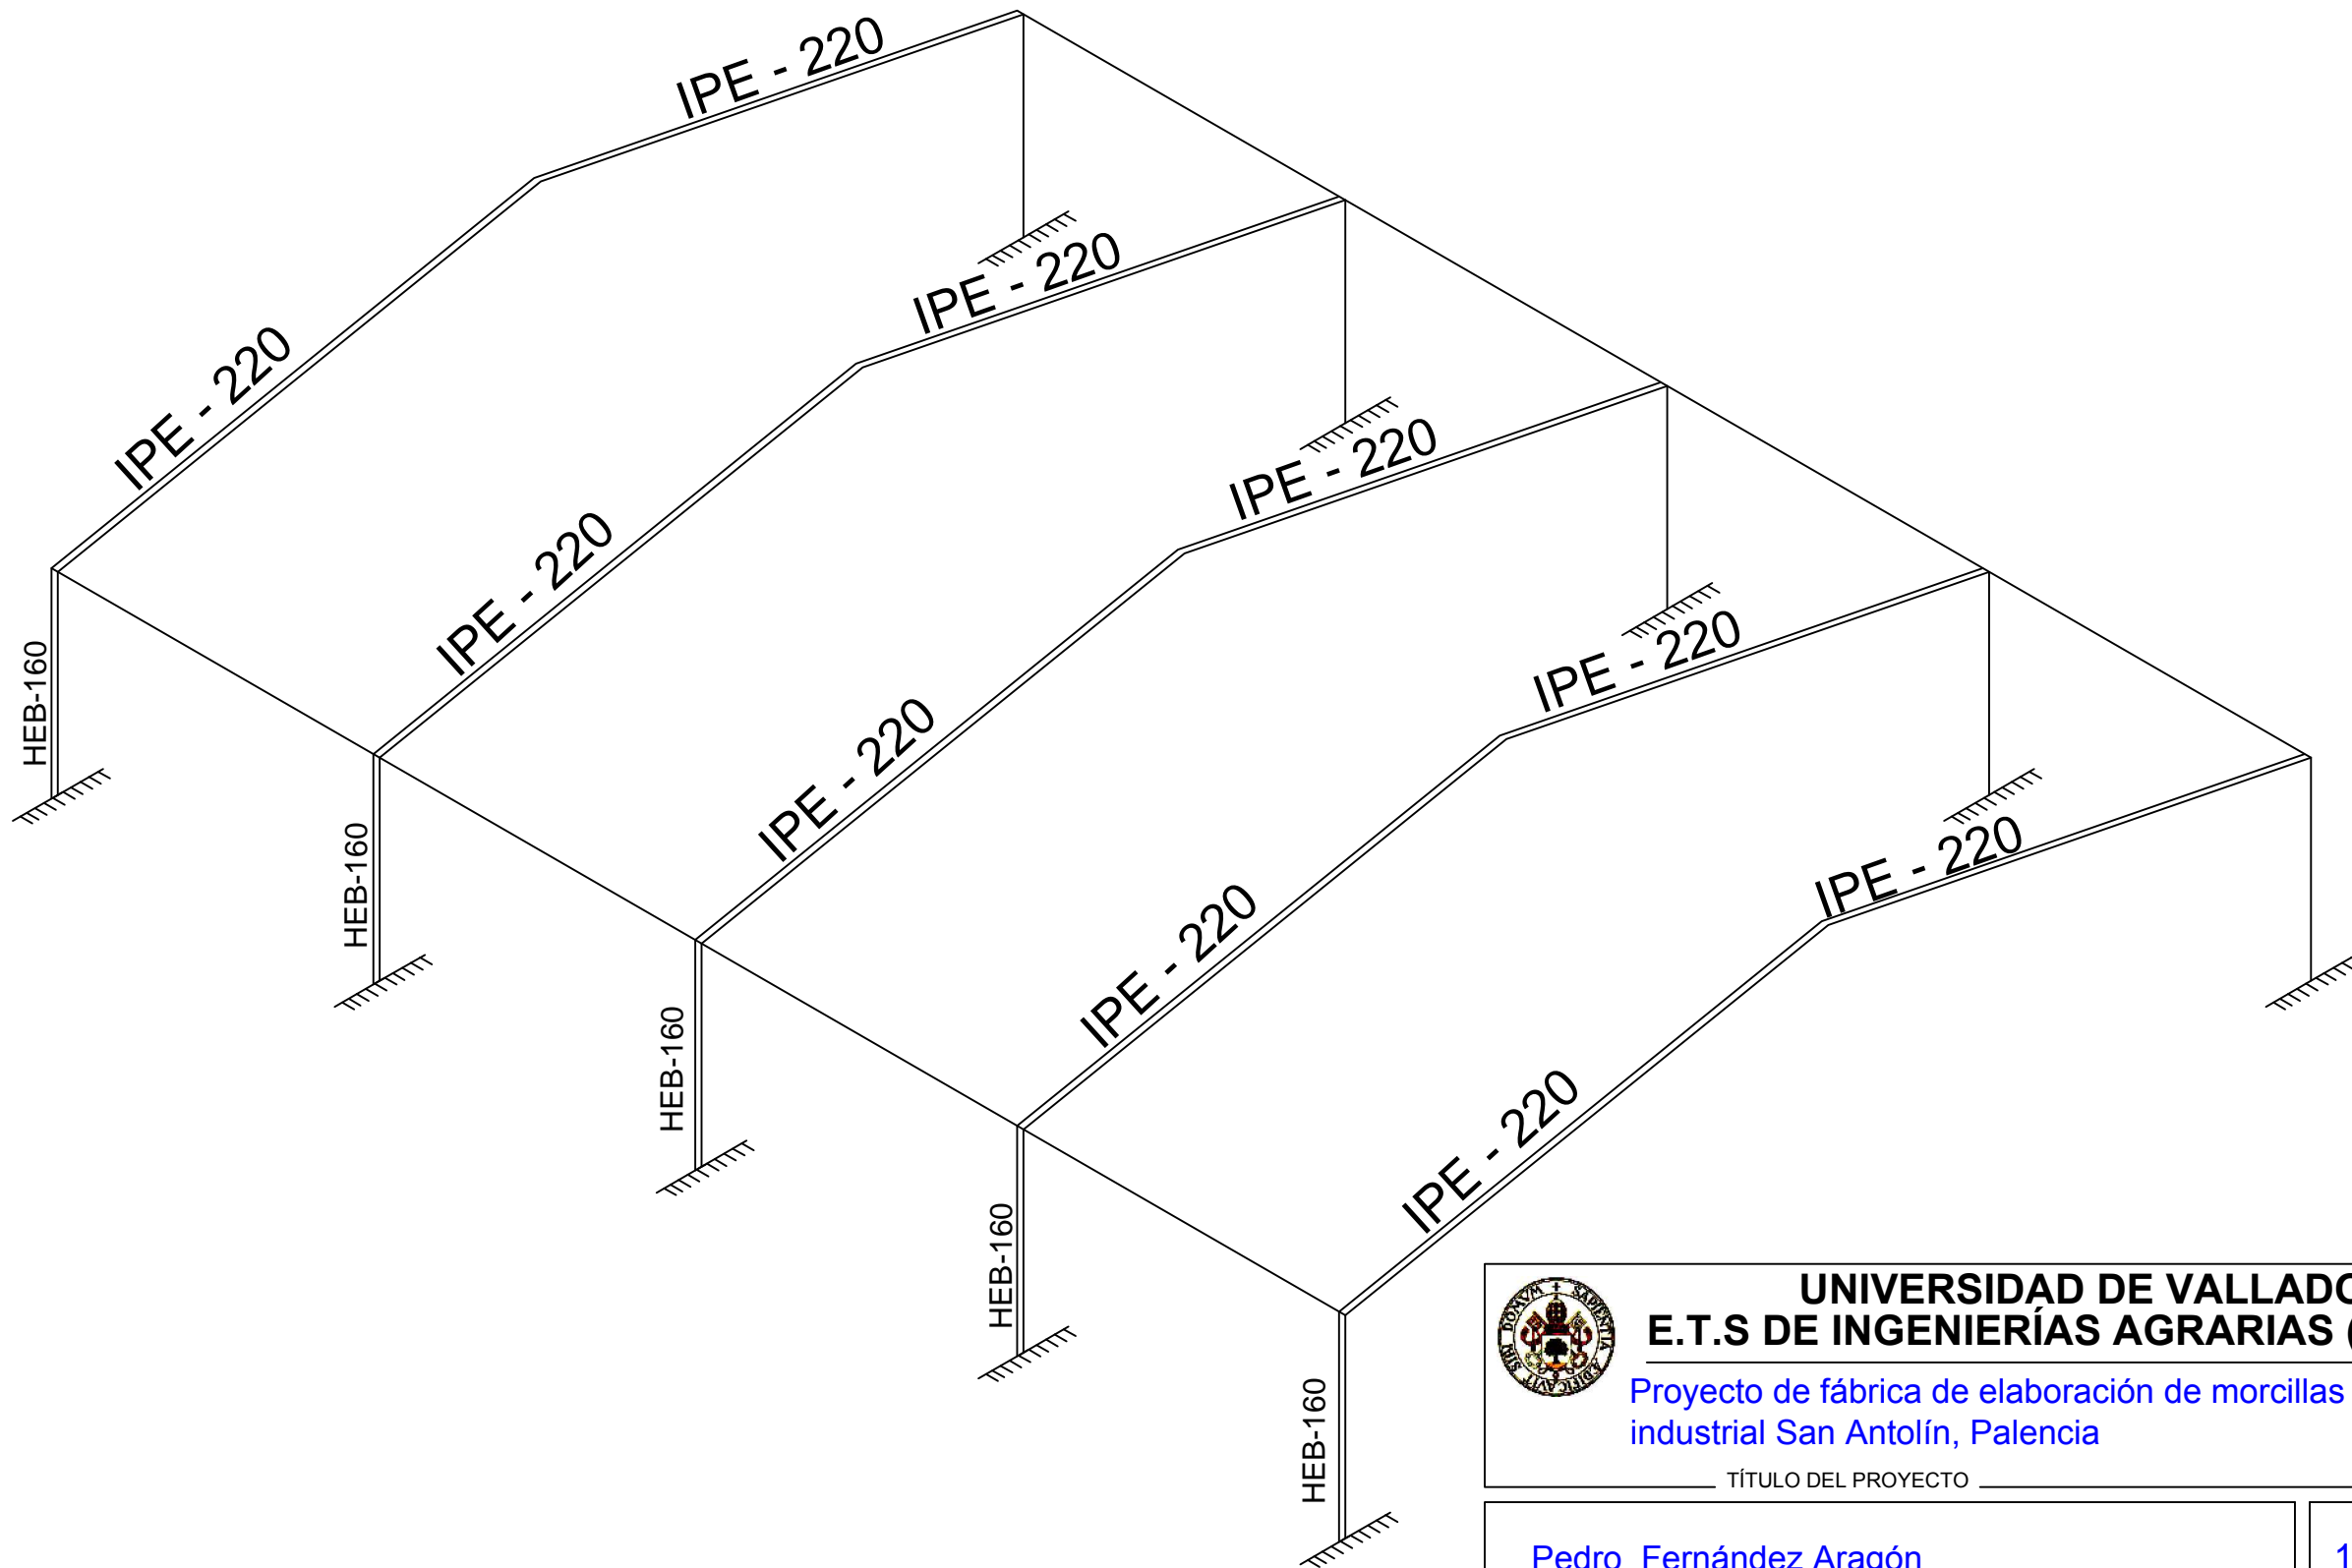 IPE - 220
IPE - 220
IPE - 220
IPE - 220
IPE - 220
IPE - 220
IPE - 220
IPE - 220
IPE - 220
IPE - 220
HEB-160
HEB-160
HEB-160
HEB-160
HEB-160
UNIVERSIDAD DE VALLADO
E.T.S DE INGENIERÍAS AGRARIAS (
Proyecto de fábrica de elaboración de morcillas
industrial San Antolín, Palencia
TÍTULO DEL PROYECTO
Pedro Fernández Aragón
1